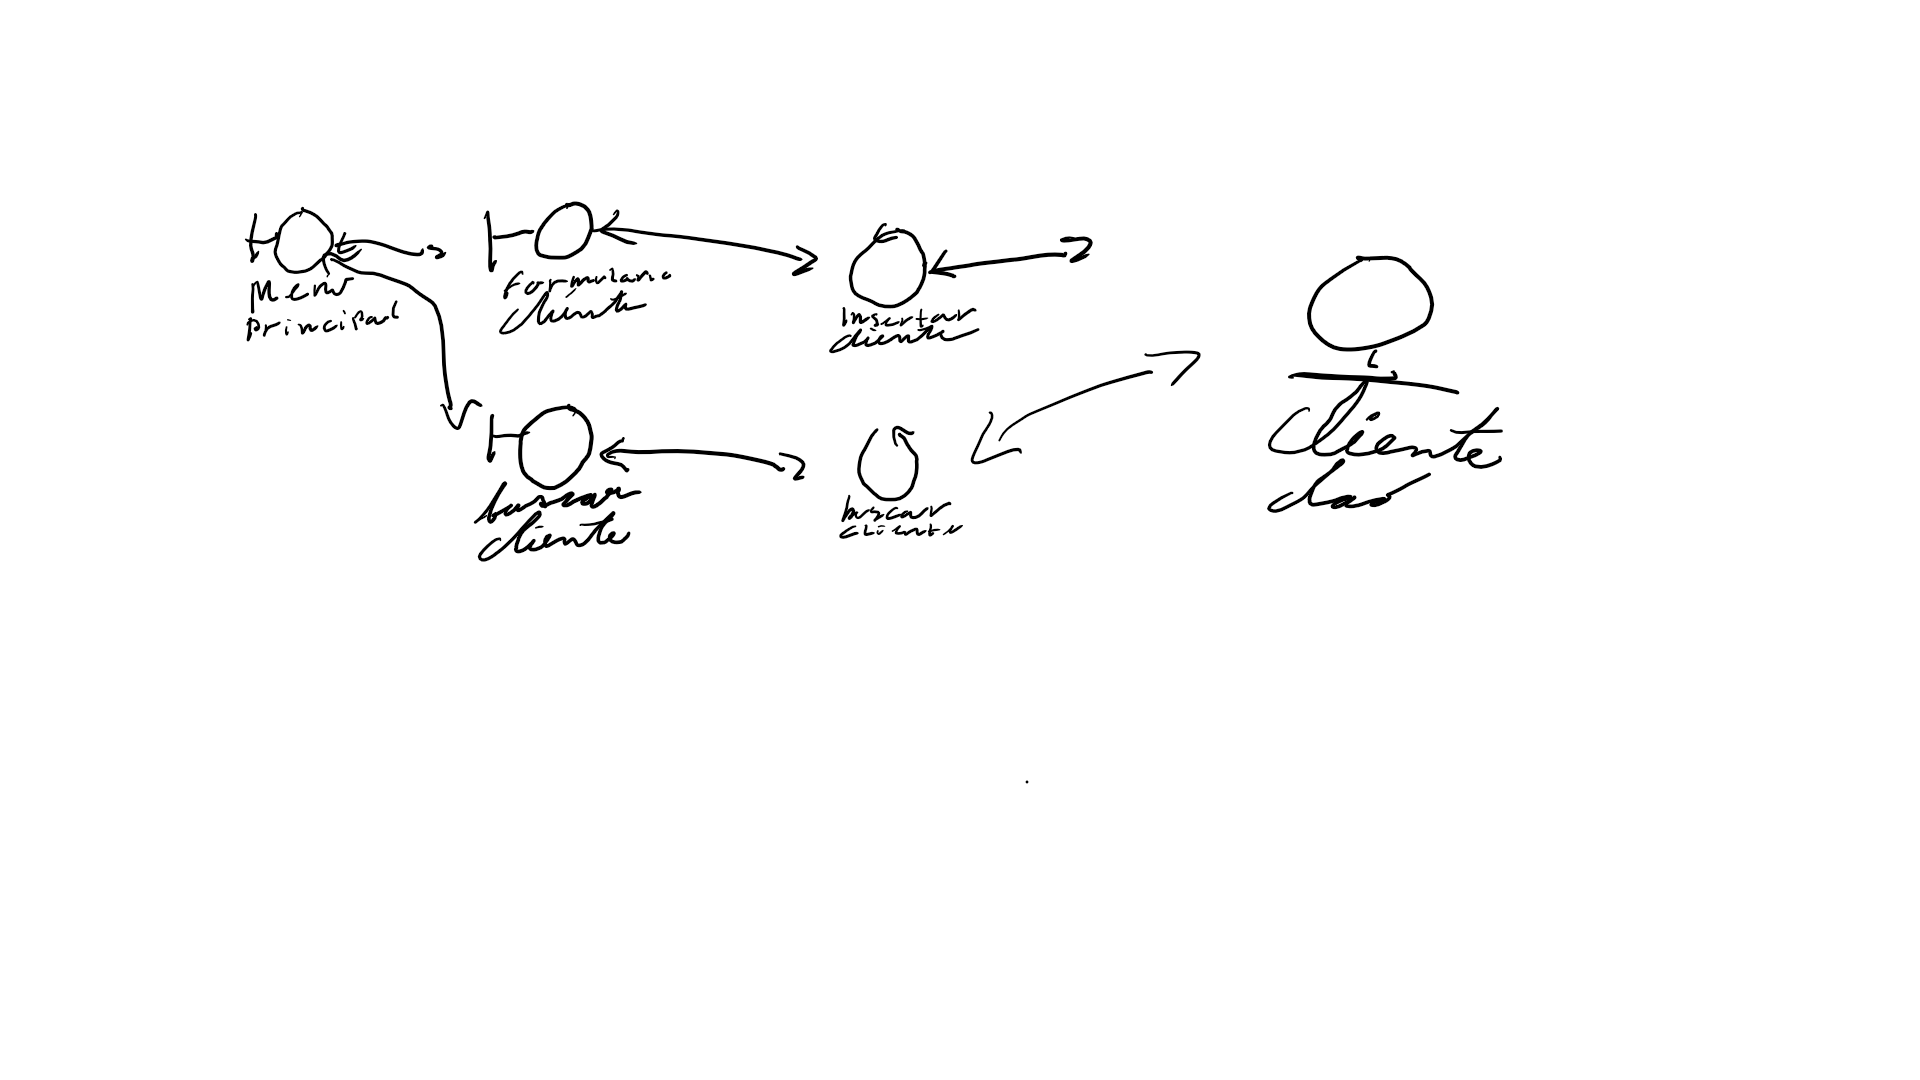 Menu
Principal
formulario
cliente
Insertar
cliente
buscar
cliente
buscar
cliente
Cliente
dao